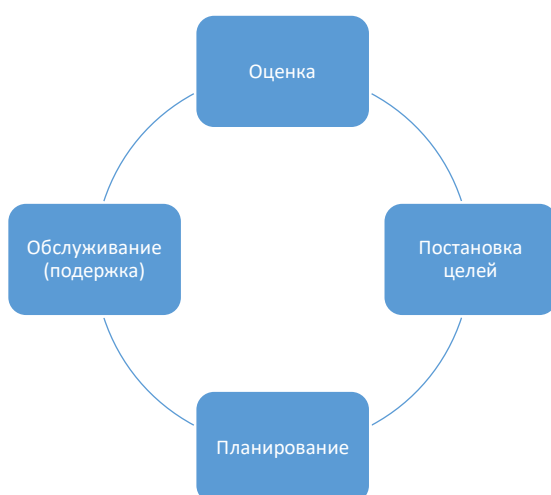 Оценка
Постановка
целей
Планирование
Обслуживание
(подержка)